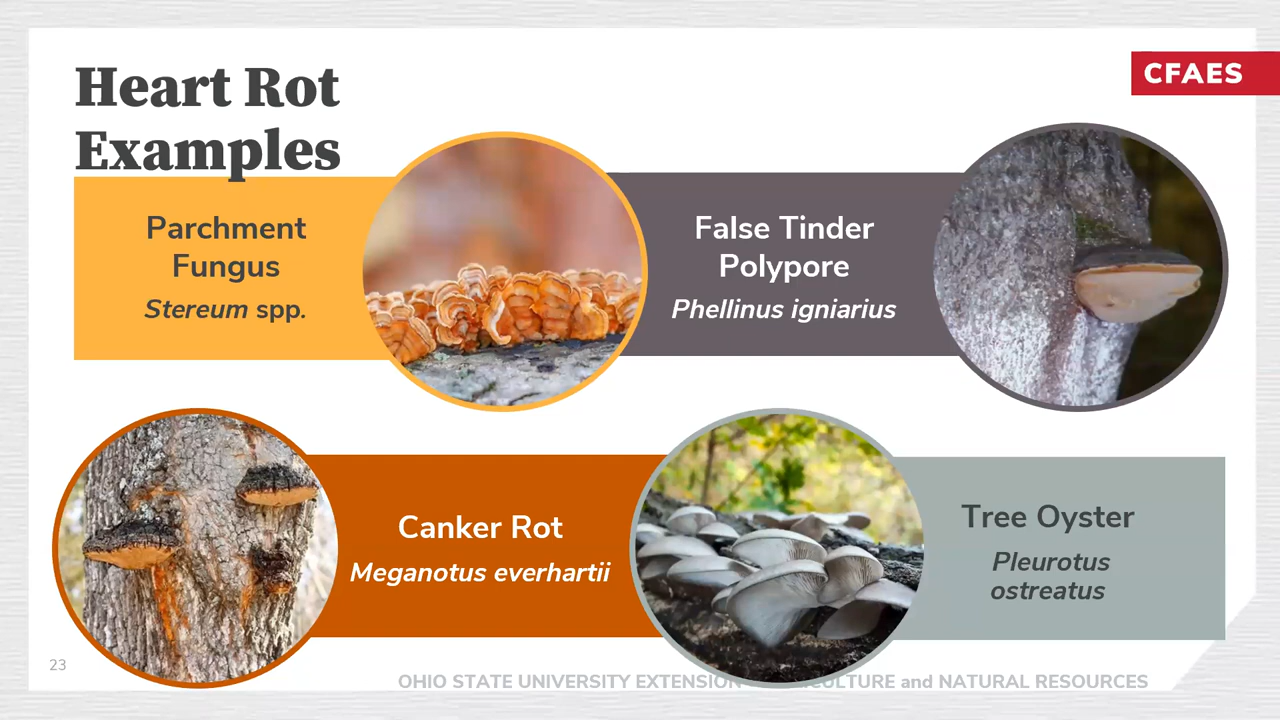 Heart Rot
Examples
CFAES
Parchment
Fungus
Stereum spp.
False Tinder
Polypore
Phellinus igniarius
Canker Rot
Meganotus everhartii
Tree Oyster
Pleurotus
ostreatus
23
OHIO STATE UNIVERSITY EXTENSION and NATURAL RESOURCES